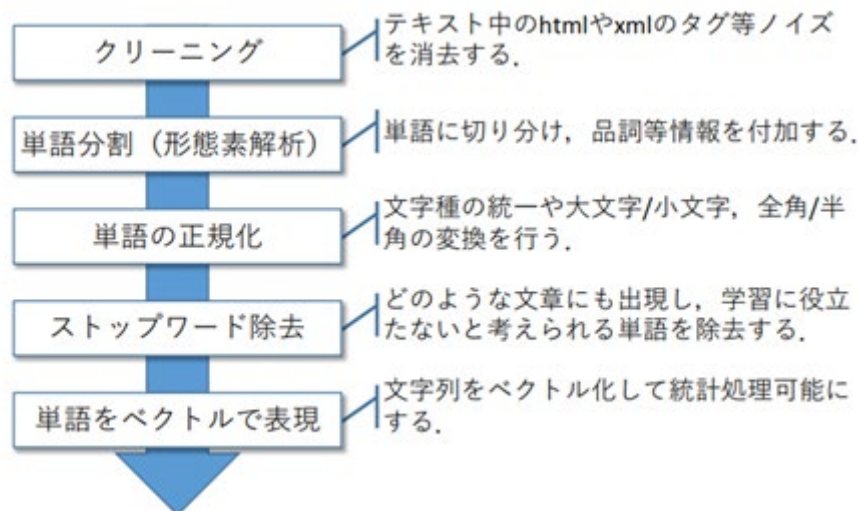 クリーニング
テキスト中のhtmlやxmlのタグ等ノイズ
を消去する．
単語分割（形態素解析）
単語に切り分け，品詞等情報を付加する．
単語の正規化
文字種の統一や大文字/小文字，全角/半
角の変換を行う．
ストップワード除去
どのような文章にも出現し，学習に役立
たないと考えられる単語を除去する．
単語をベクトルで表現
文字列をベクトル化して統計処理可能に
する．